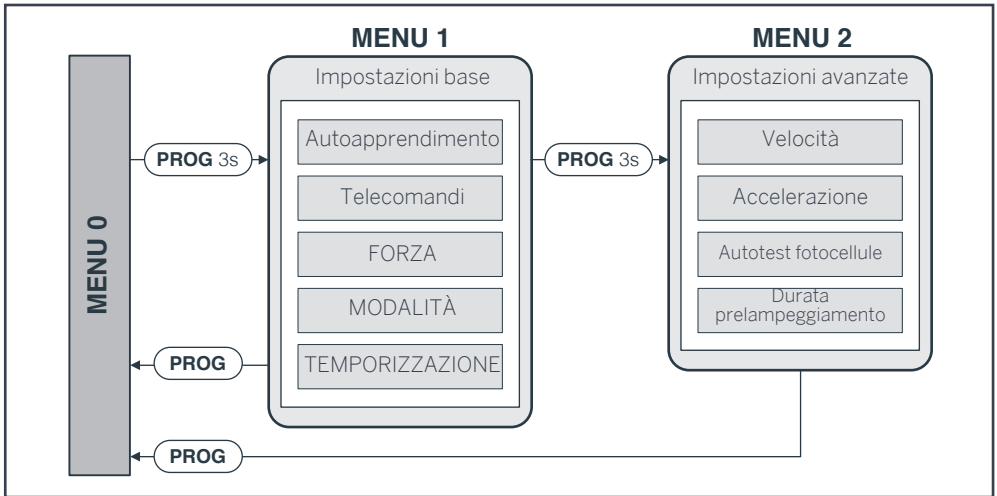 MENU 1
MENU 2
Impostazioni base
Impostazioni avanzate
MENU 0
PROG 3s
Autoapprendimento
Telecomandi
FORZA
MODALITÀ
TEMPORIZZAZIONE
PROG 3s
Velocità
Accelerazione
Autotest fotocellule
Durata
prelampeggiamento
PROG
PROG